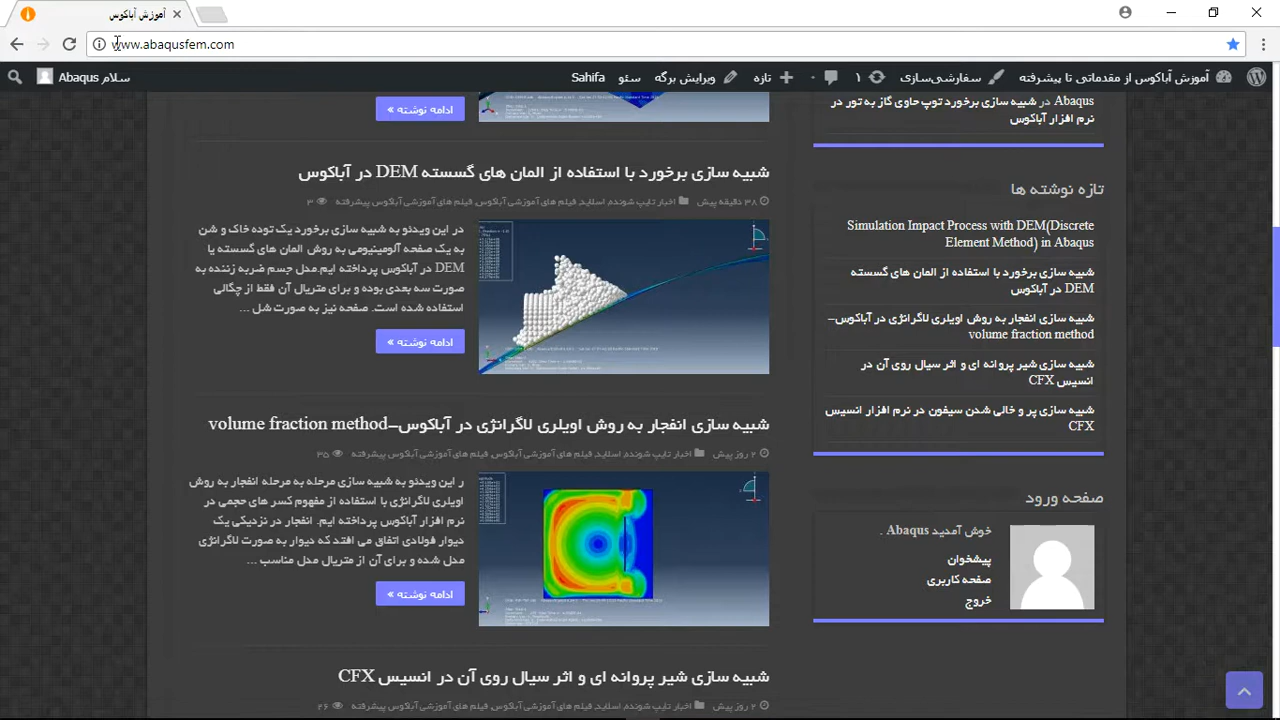 آموزش آباکوس
www.abaqusfem.com
آموزش آباکوس از مقدماتی تا پیشرفته
سفارشی‌سازی
۱
تازه
ویرایش برگه
سئو
Sahifa
سلام Abaqus
Abaqus در شبیه سازی برخورد توپ حاوی گاز به تور در
نرم افزار آباکوس
تازه نوشته ها
Simulation Impact Process with DEM(Discrete
Element Method) in Abaqus
شبیه سازی برخورد با استفاده از المان های گسسته
DEM در آباکوس
شبیه سازی انفجار به روش اویلری لاگرانژی در آباکوس–
volume fraction method
شبیه سازی شیر پروانه ای و اثر سیال روی آن در
انسیس CFX
شبیه سازی پر و خالی شدن سیفون در نرم افزار انسیس
CFX
صفحه ورود
خوش آمدید Abaqus .
پیشخوان
صفحه کاربری
خروج
ادامه نوشته »
شبیه سازی برخورد با استفاده از المان های گسسته DEM در آباکوس
۳۸ دقیقه پیش اخبار تایپ شونده, اسلاید, فیلم های آموزشی آباکوس, فیلم های آموزشی آباکوس پیشرفته ۳
در این ویدئو به شبیه سازی برخورد یک توده خاک و شن
به یک صفحه آلومینیومی به روش المان های گسسته با
DEM در آباکوس پرداخته ایم.مدل جسم ضربه زننده به
صورت سه بعدی بوده و برای متریال آن فقط از چگالی
استفاده شده است. صفحه نیز به صورت شل ...
ادامه نوشته »
شبیه سازی انفجار به روش اویلری لاگرانژی در آباکوس–volume fraction method
۲ روز پیش اخبار تایپ شونده, اسلاید, فیلم های آموزشی آباکوس, فیلم های آموزشی آباکوس پیشرفته ۳۵
ر این ویدئو به شبیه سازی مرحله به مرحله انفجار به روش
اویلری لاگرانژی با استفاده از مفهوم کسر های حجمی در
نرم افزار آباکوس پرداخته ایم. انفجار در نزدیکی یک
دیوار فولادی اتفاق می افتد که دیوار به صورت لاگرانژی
مدل شده و برای آن از متریال مدل مناسب ...
ادامه نوشته »
شبیه سازی شیر پروانه ای و اثر سیال روی آن در انسیس CFX
۲ روز پیش اخبار تایپ شونده, اسلاید, فیلم های آموزشی آباکوس, فیلم های آموزشی آباکوس پیشرفته ۲۶